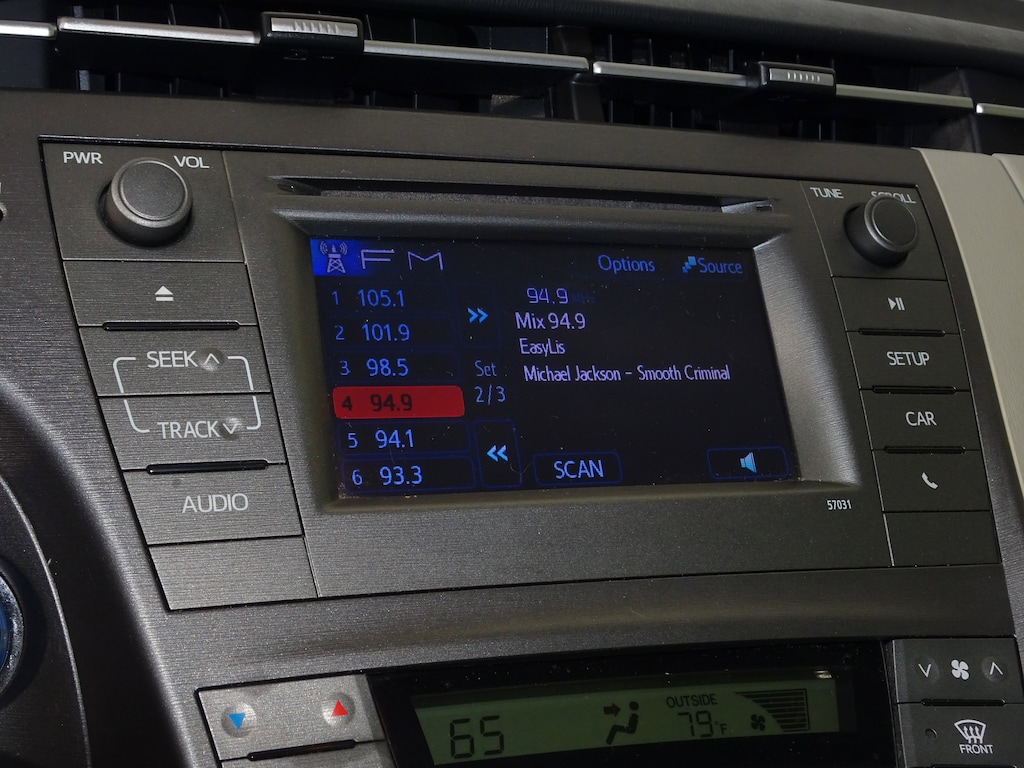 PWR VOL
TUNE SCROLL
FM
Options Source
1 105.1
2 101.9
3 98.5
4 94.9
5 94.1
6 93.3
Set
2/3
94.9
Mix 94.9
EasyLis
Michael Jackson - Smooth Criminal
SCAN
SEEK
TRACK
AUDIO
SETUP
CAR
57031
65
OUTSIDE
79°F
FRONT